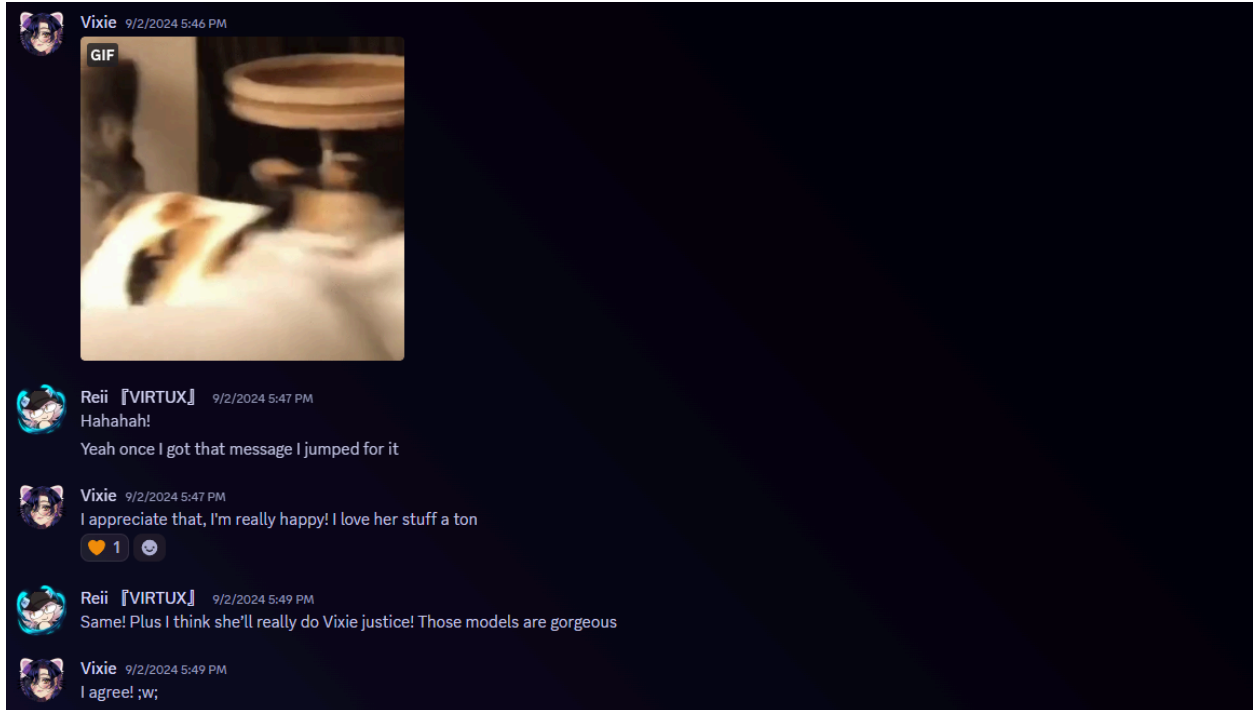 Vixie 9/2/2024 5:46 PM
GIF
Reii 『VIRTUX』 9/2/2024 5:47 PM
Hahahah!
Yeah once I got that message I jumped for it
Vixie 9/2/2024 5:47 PM
I appreciate that, I'm really happy! I love her stuff a ton
1
Reii 『VIRTUX』 9/2/2024 5:49 PM
Same! Plus I think she'll really do Vixie justice! Those models are gorgeous
Vixie 9/2/2024 5:49 PM
I agree! ;w;